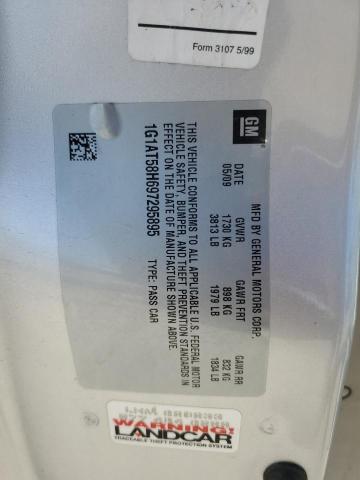 Form 3107 5/99
GM
MFD BY GENERAL MOTORS CORP.
DATE GVWR GAWR FRT GAWR RR
05/09 1730 KG 898 KG 832 KG
3813 LB 1979 LB 1834 LB
THIS VEHICLE CONFORMS TO ALL APPLICABLE U.S. FEDERAL MOTOR
VEHICLE SAFETY, BUMPER, AND THEFT PREVENTION STANDARDS IN
EFFECT ON THE DATE OF MANUFACTURE SHOWN ABOVE.
1G1AT58H697295895 TYPE: PASS CAR
WARNING!
LANDCAR
TRACEABLE THEFT PROTECTION SYSTEM